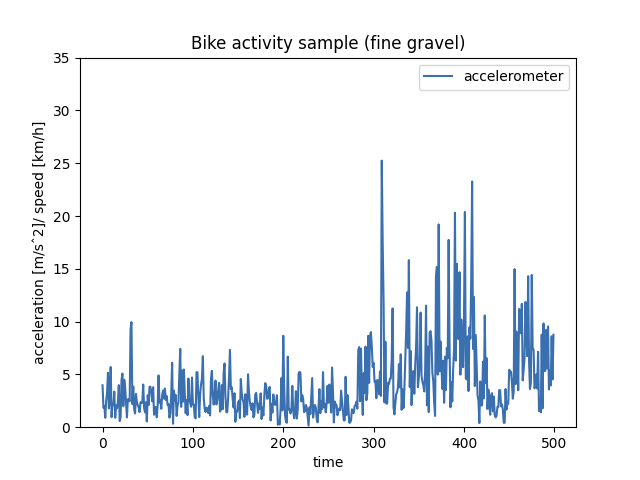 Bike activity sample (fine gravel)
accelerometer
acceleration [m/s^2]/ speed [km/h]
35
30
25
20
15
10
5
0
0 100 200 300 400 500
time